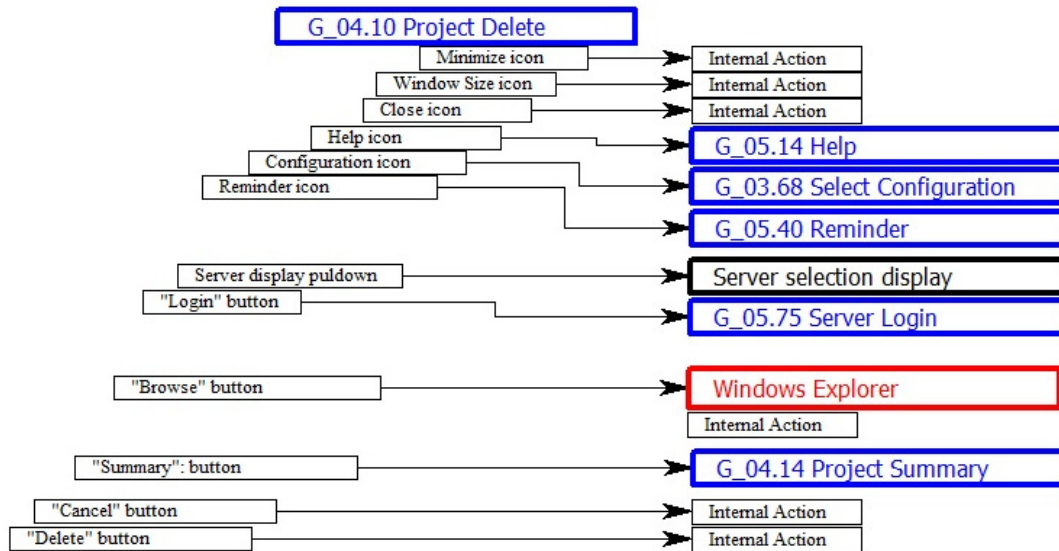 G_04.10 Project Delete
Minimize icon Internal Action
Window Size icon Internal Action
Close icon Internal Action
Help icon G_05.14 Help
Configuration icon G_03.68 Select Configuration
Reminder icon G_05.40 Reminder
Server display puldown Server selection display
"Login" button G_05.75 Server Login
"Browse" button Windows Explorer
Internal Action
"Summary": button G_04.14 Project Summary
"Cancel" button Internal Action
"Delete" button Internal Action